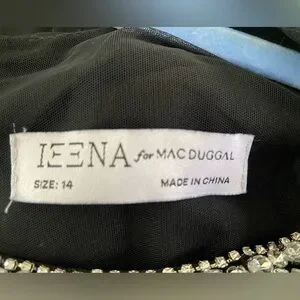 IEENA for MAC DUGGAL
SIZE: 14 MADE IN CHINA